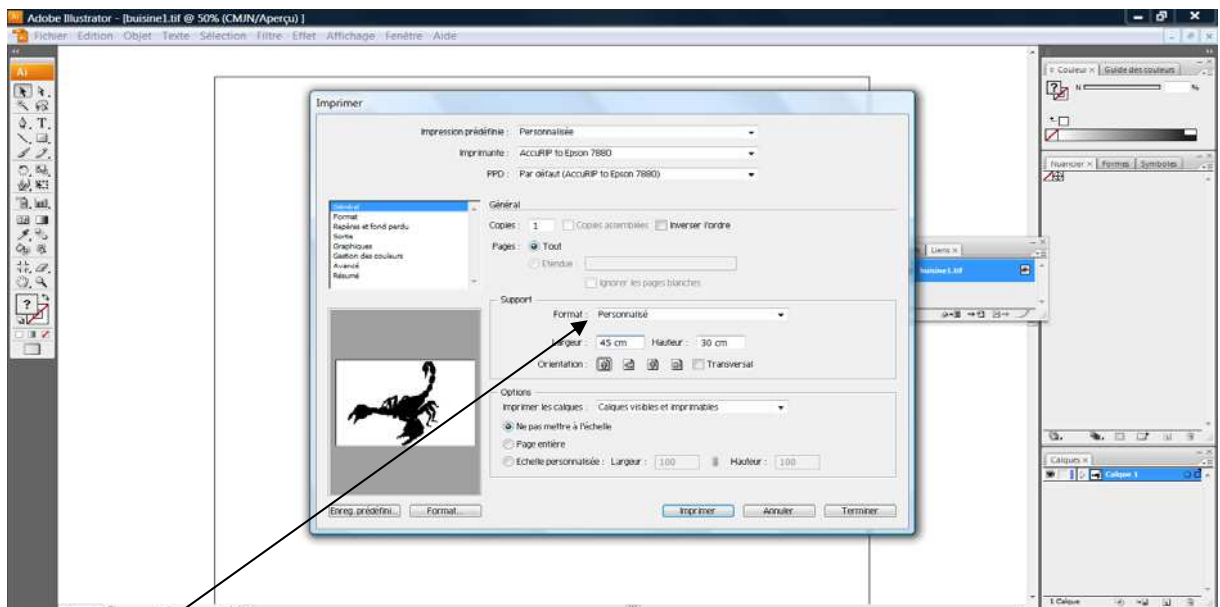 Adobe Illustrator - [buisine1.tif @ 50% (CMJN/Aperçu) ]
Fichier Edition Objet Texte Sélection Filtre Effet Affichage Fenêtre Aide
Ai
Imprimer
Impression prédéfinie : Personnalisée
Imprimante : AccuRIP to Epson 7880
PPD : Par défaut (AccuRIP to Epson 7880)
Général
Format
Repères et fond perdu
Sortie
Graphiques
Gestion des couleurs
Avancé
Résumé
Général
Copies : 1 Copies assemblées Inverser l'ordre
Pages : Tout
Etendue :
Ignorer les pages blanches
Support
Format : Personnalisé
Largeur : 45 cm Hauteur : 30 cm
Orientation : Transversal
Options
Imprimer les calques : Calques visibles et imprimables
Ne pas mettre à l'échelle
Page entière
Echelle personnalisée : Largeur : 100 Hauteur : 100
Enreg. prédéfini... Format... Imprimer Annuler Terminer
Couleur × Guide des couleurs
N %
Nuancier × Formes Symboles
Liens ×
buisine1.tif
Calques ×
Calque 1
1 Calque